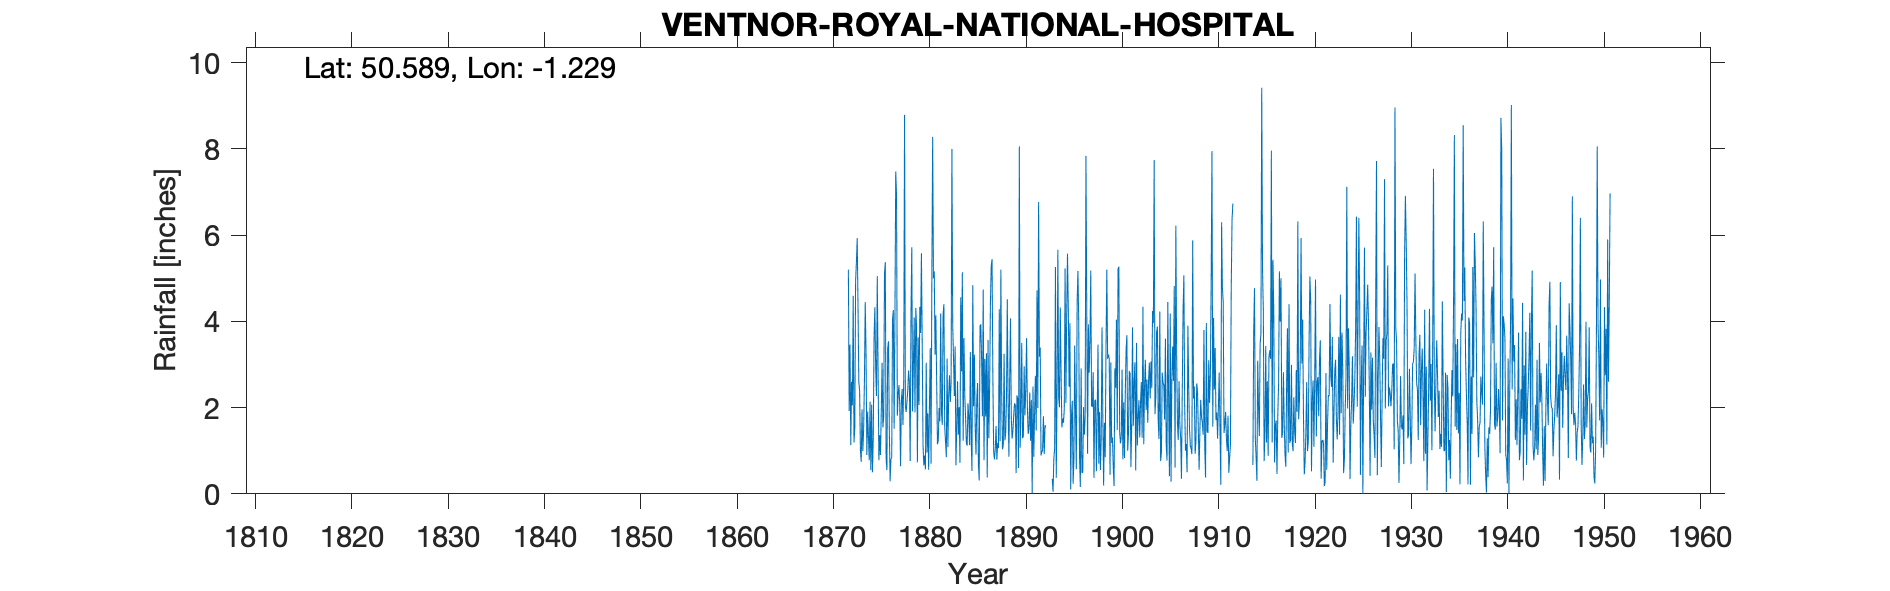 VENTNOR-ROYAL-NATIONAL-HOSPITAL
Lat: 50.589, Lon: -1.229
10
8
6
4
2
0
Rainfall [inches]
1810 1820 1830 1840 1850 1860 1870 1880 1890 1900 1910 1920 1930 1940 1950 1960
Year